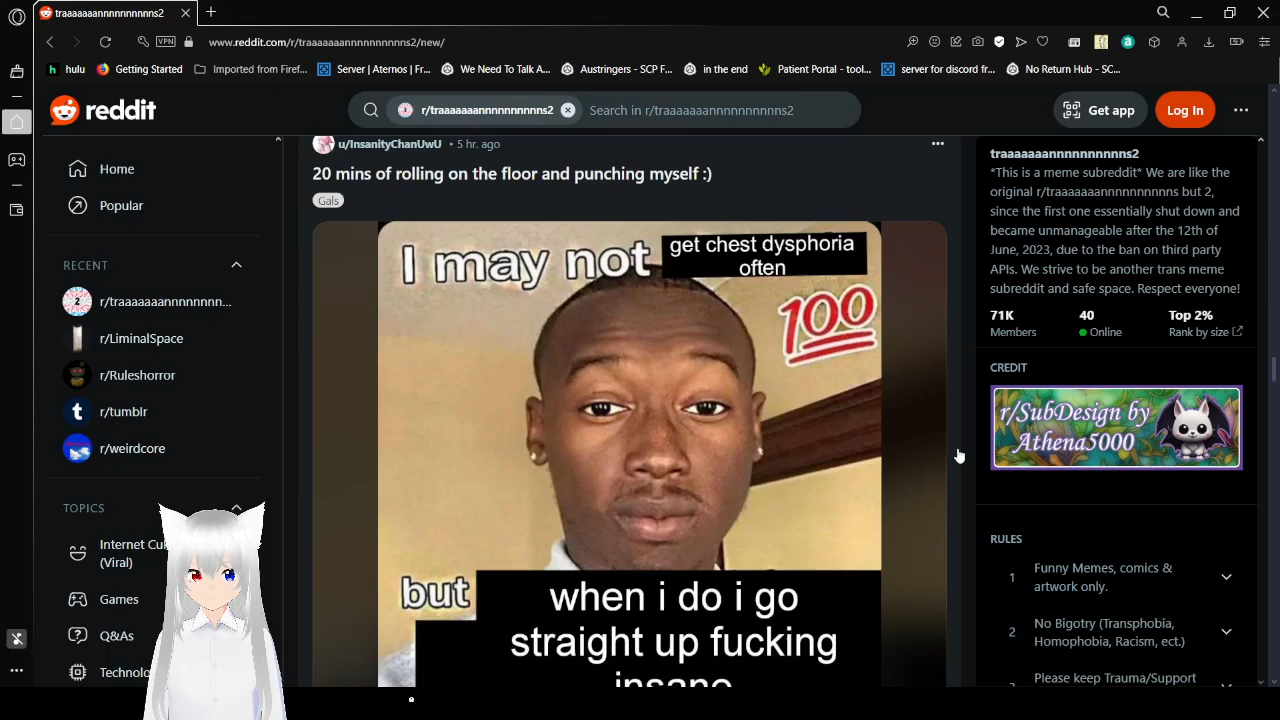 traaaaaaannnnnnnnnns2
VPN
www.reddit.com/r/traaaaaaannnnnnnnnns2/new/
hulu
Getting Started
Imported from Firef...
Server | Aternos | Fr...
We Need To Talk A...
Austringers - SCP F...
in the end
Patient Portal - tool...
server for discord fr...
No Return Hub - SC...
reddit
r/traaaaaaannnnnnnnnns2
Search in r/traaaaaaannnnnnnnnns2
Get app
Log In
Home
Popular
RECENT
r/traaaaaaannnnnnn...
r/LiminalSpace
r/Ruleshorror
r/tumblr
r/weirdcore
TOPICS
Internet Cul
(Viral)
Games
Q&As
Technolo
u/InsanityChanUwU • 5 hr. ago
20 mins of rolling on the floor and punching myself :)
Gals
I may not get chest dysphoria
often
100
but when i do i go
straight up fucking
insane
traaaaaaannnnnnnnnns2
*This is a meme subreddit* We are like the
original r/traaaaaaannnnnnnnnns but 2,
since the first one essentially shut down and
became unmanageable after the 12th of
June, 2023, due to the ban on third party
APIs. We strive to be another trans meme
subreddit and safe space. Respect everyone!
71K
Members
40
Online
Top 2%
Rank by size
CREDIT
r/SubDesign by
Athena5000
RULES
1 Funny Memes, comics &
artwork only.
2 No Bigotry (Transphobia,
Homophobia, Racism, ect.)
Please keep Trauma/Support